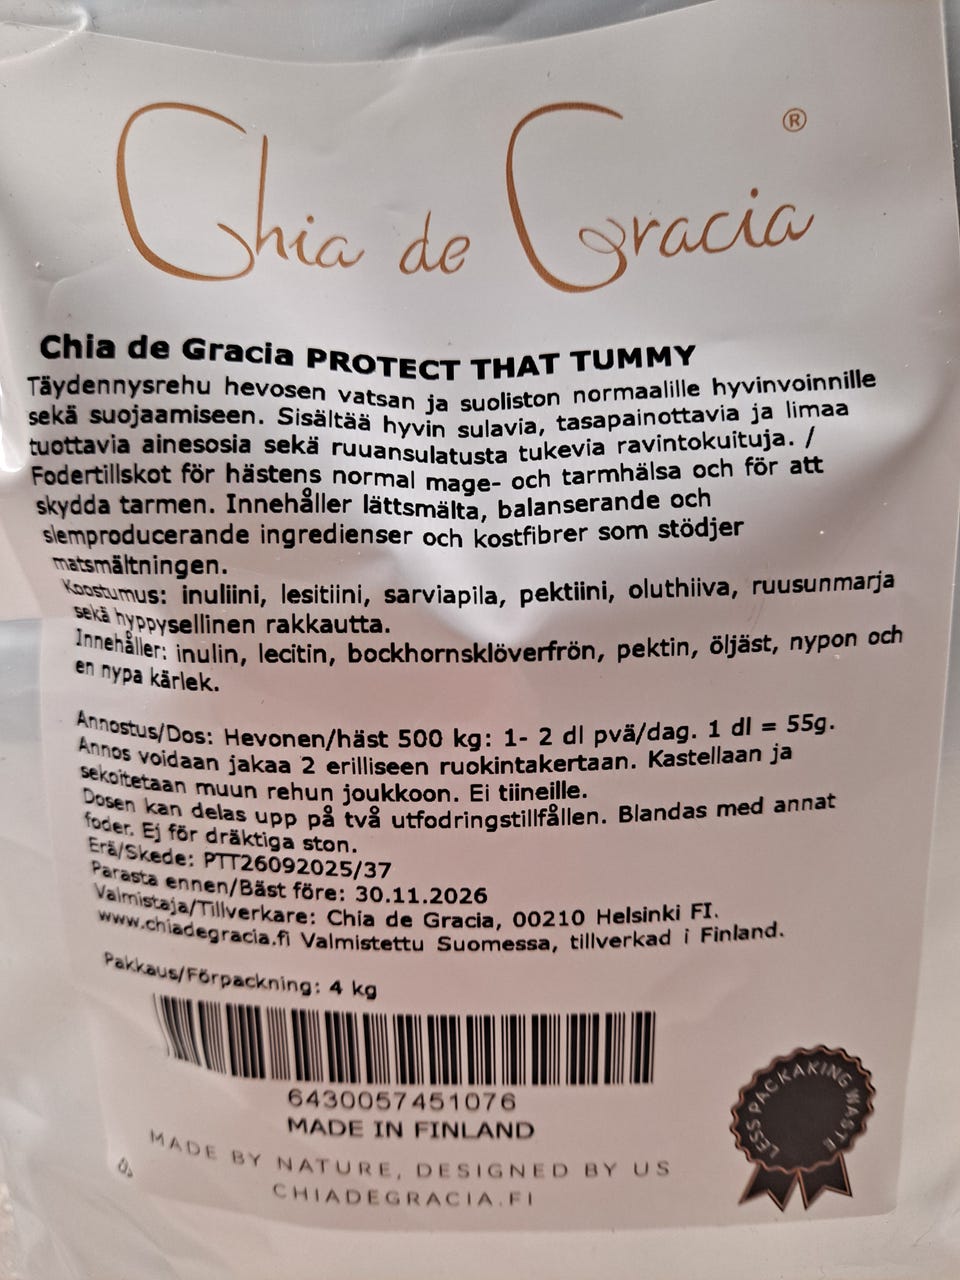 Chia de Gracia ®
Chia de Gracia PROTECT THAT TUMMY
Täydennysrehu hevosen vatsan ja suoliston normaalille hyvinvoinnille
sekä suojaamiseen. Sisältää hyvin sulavia, tasapainottavia ja limaa
tuottavia ainesosia sekä ruuansulatusta tukevia ravintokuituja. /
Fodertillskot för hästens normal mage- och tarmhälsa och för att
skydda tarmen. Innehåller lättsmälta, balanserande och
slemproducerande ingredienser och kostfibrer som stödjer
matsmältningen.
Koostumus: inuliini, lesitiini, sarviapila, pektiini, oluthiiva, ruusunmarja
sekä hyppysellinen rakkautta.
Innehåller: inulin, lecitin, bockhornsklöverfrön, pektin, öljäst, nypon och
en nypa kärlek.
Annostus/Dos: Hevonen/häst 500 kg: 1- 2 dl pvä/dag. 1 dl = 55g.
Annos voidaan jakaa 2 erilliseen ruokintakertaan. Kastellaan ja
sekoitetaan muun rehun joukkoon. Ei tiineille.
Dosen kan delas upp på två utfodringstillfällen. Blandas med annat
foder. Ej för dräktiga ston.
Erä/Skede: PTT26092025/37
Parasta ennen/Bäst före: 30.11.2026
Valmistaja/Tillverkare: Chia de Gracia, 00210 Helsinki FI.
www.chiadegracia.fi Valmistettu Suomessa, tillverkad i Finland.
Pakkaus/Förpackning: 4 kg
6430057451076
MADE IN FINLAND
MADE BY NATURE, DESIGNED BY US
CHIADEGRACIA.FI
LESS PACKAKING WASTE